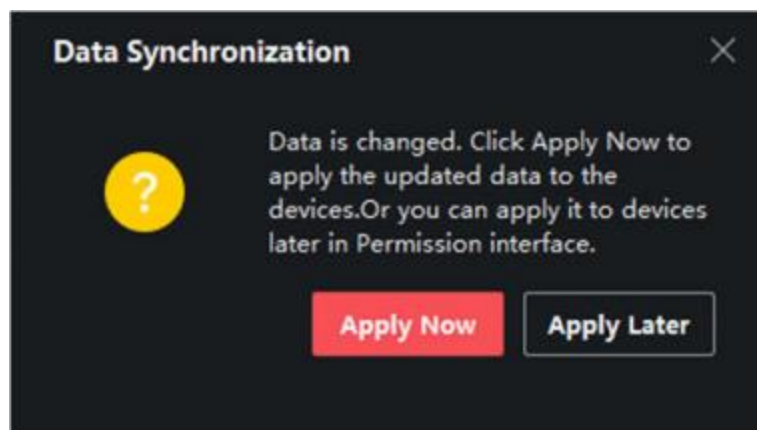 Data Synchronization
?
Data is changed. Click Apply Now to
apply the updated data to the
devices.Or you can apply it to devices
later in Permission interface.
Apply Now
Apply Later